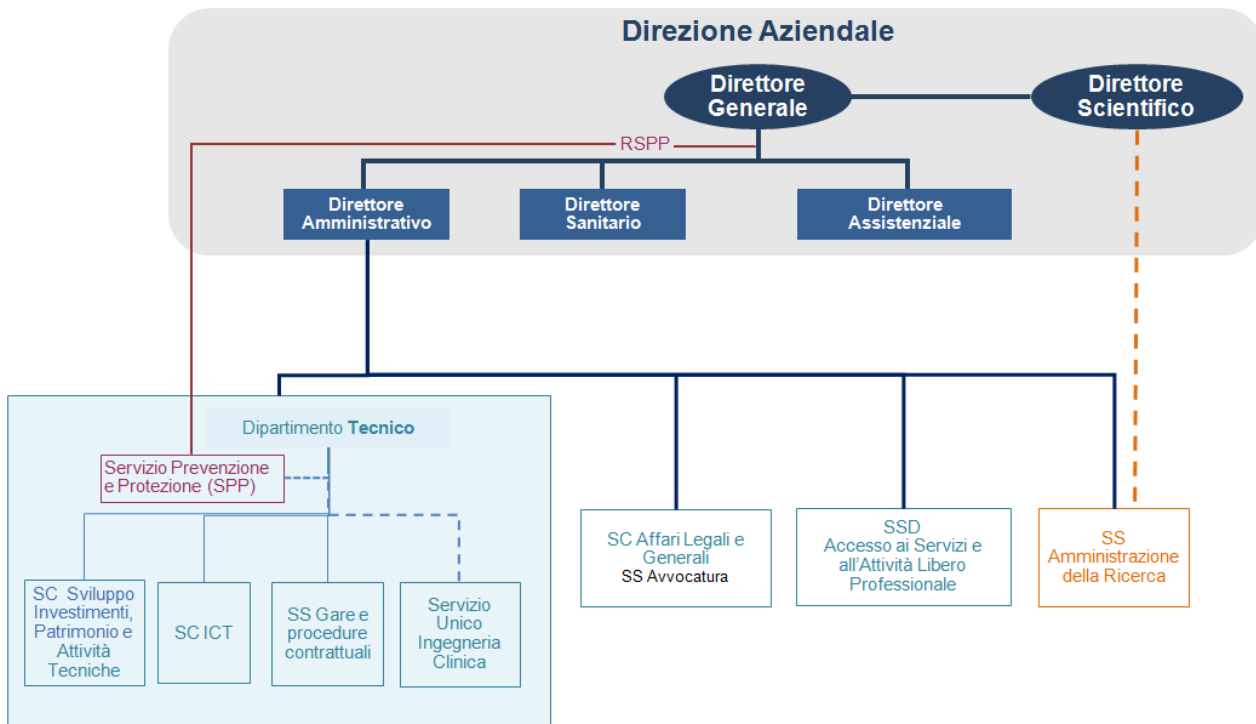 Direzione Aziendale
Direttore
Generale
Direttore
Scientifico
RSPP
Direttore
Amministrativo
Direttore
Sanitario
Direttore
Assistenziale
Dipartimento Tecnico
Servizio Prevenzione
e Protezione (SPP)
SC Sviluppo
Investimenti,
Patrimonio e
Attività
Tecniche
SC ICT
SS Gare e
procedure
contrattuali
Servizio
Unico
Ingegneria
Clinica
SC Affari Legali e
Generali
SS Avvocatura
SSD
Accesso ai Servizi e
all'Attività Libero
Professionale
SS
Amministrazione
della Ricerca